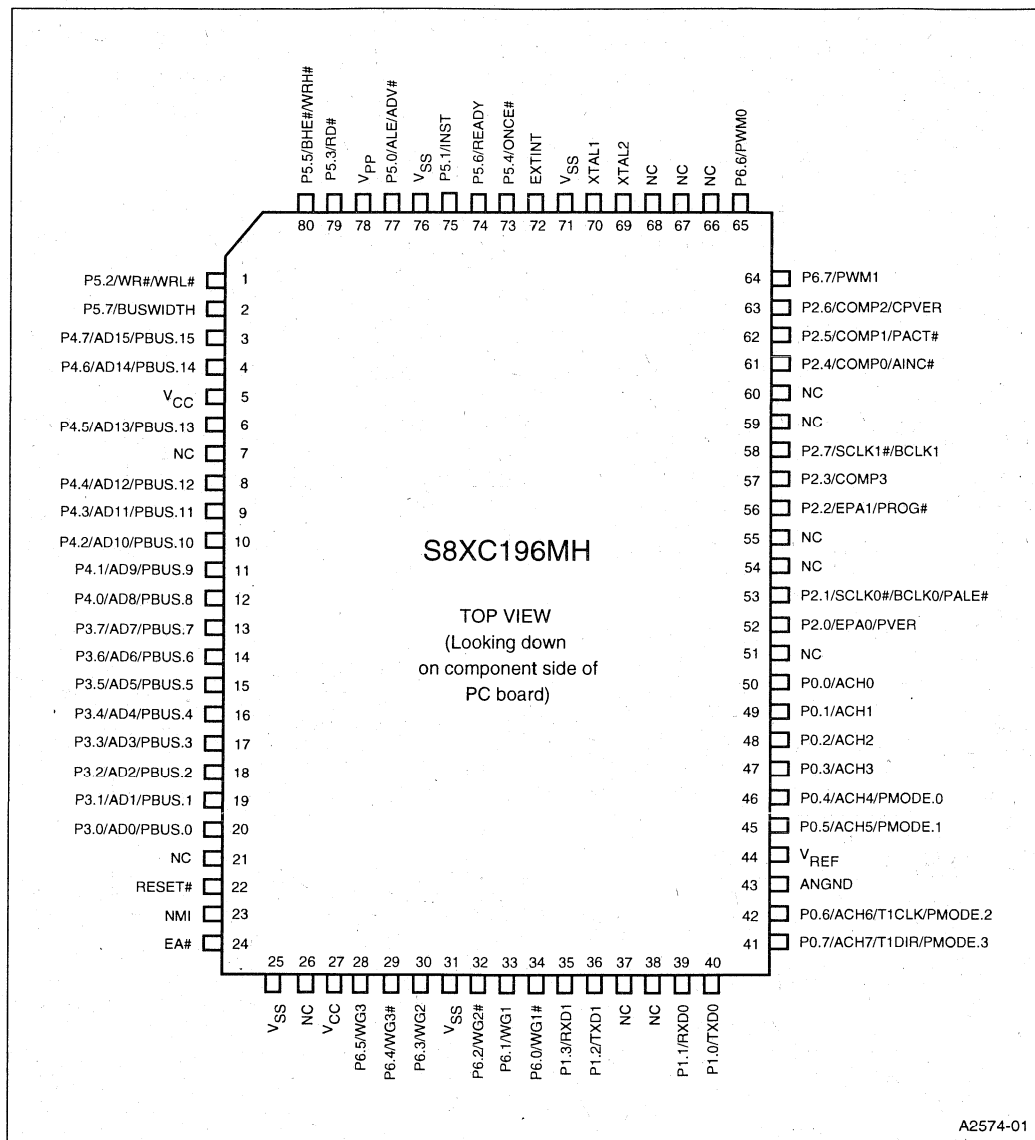 P5.5/BHE#/WRH#
P5.3/RD#
VPP
P5.0/ALE/ADV#
VSS
P5.1/INST
P5.6/READY
P5.4/ONCE#
EXTINT
VSS
XTAL1
XTAL2
NC
NC
NC
P6.6/PWM0
80 79 78 77 76 75 74 73 72 71 70 69 68 67 66 65
P5.2/WR#/WRL# 1
P5.7/BUSWIDTH 2
P4.7/AD15/PBUS.15 3
P4.6/AD14/PBUS.14 4
VCC 5
P4.5/AD13/PBUS.13 6
NC 7
P4.4/AD12/PBUS.12 8
P4.3/AD11/PBUS.11 9
P4.2/AD10/PBUS.10 10
P4.1/AD9/PBUS.9 11
P4.0/AD8/PBUS.8 12
P3.7/AD7/PBUS.7 13
P3.6/AD6/PBUS.6 14
P3.5/AD5/PBUS.5 15
P3.4/AD4/PBUS.4 16
P3.3/AD3/PBUS.3 17
P3.2/AD2/PBUS.2 18
P3.1/AD1/PBUS.1 19
P3.0/AD0/PBUS.0 20
NC 21
RESET# 22
NMI 23
EA# 24
S8XC196MH
TOP VIEW
(Looking down
on component side of
PC board)
64 P6.7/PWM1
63 P2.6/COMP2/CPVER
62 P2.5/COMP1/PACT#
61 P2.4/COMP0/AINC#
60 NC
59 NC
58 P2.7/SCLK1#/BCLK1
57 P2.3/COMP3
56 P2.2/EPA1/PROG#
55 NC
54 NC
53 P2.1/SCLK0#/BCLK0/PALE#
52 P2.0/EPA0/PVER
51 NC
50 P0.0/ACH0
49 P0.1/ACH1
48 P0.2/ACH2
47 P0.3/ACH3
46 P0.4/ACH4/PMODE.0
45 P0.5/ACH5/PMODE.1
44 VREF
43 ANGND
42 P0.6/ACH6/T1CLK/PMODE.2
41 P0.7/ACH7/T1DIR/PMODE.3
25 26 27 28 29 30 31 32 33 34 35 36 37 38 39 40
VSS
NC
VCC
P6.5/WG3
P6.4/WG3#
P6.3/WG2
VSS
P6.2/WG2#
P6.1/WG1
P6.0/WG1#
P1.3/RXD1
P1.2/TXD1
NC
NC
P1.1/RXD0
P1.0/TXD0
A2574-01